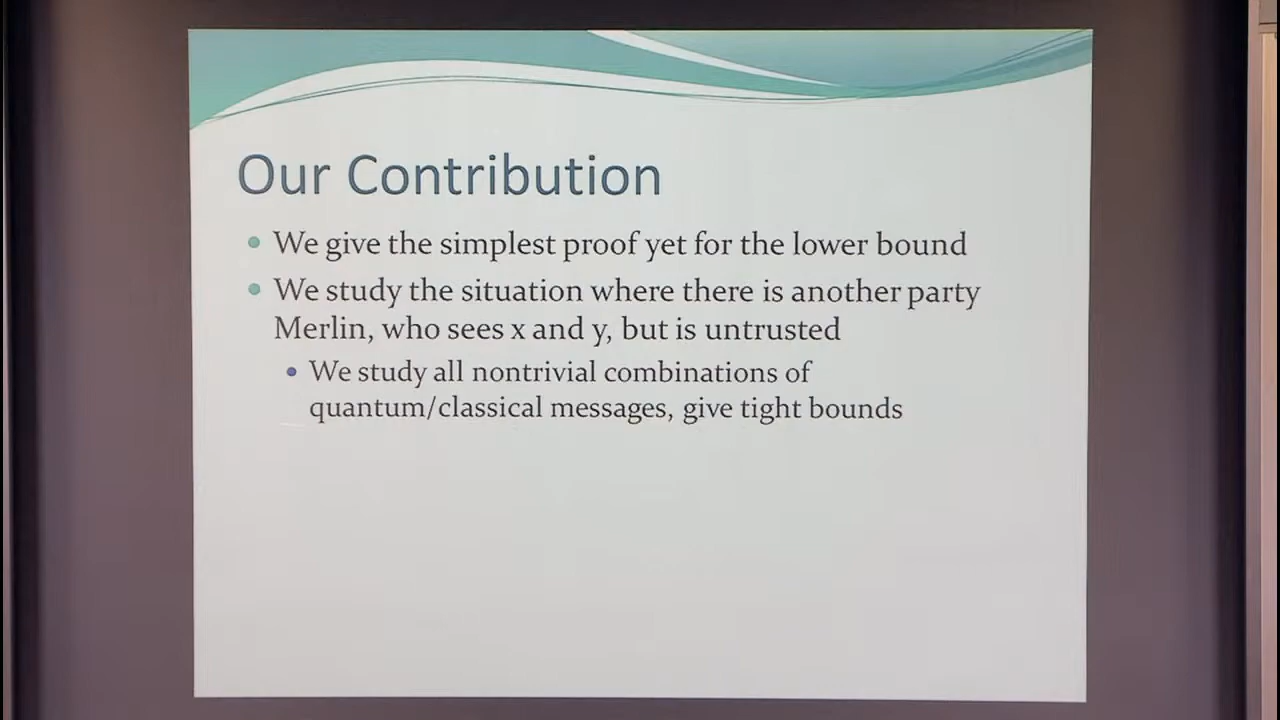 Our Contribution
We give the simplest proof yet for the lower bound
We study the situation where there is another party
Merlin, who sees x and y, but is untrusted
We study all nontrivial combinations of
quantum/classical messages, give tight bounds